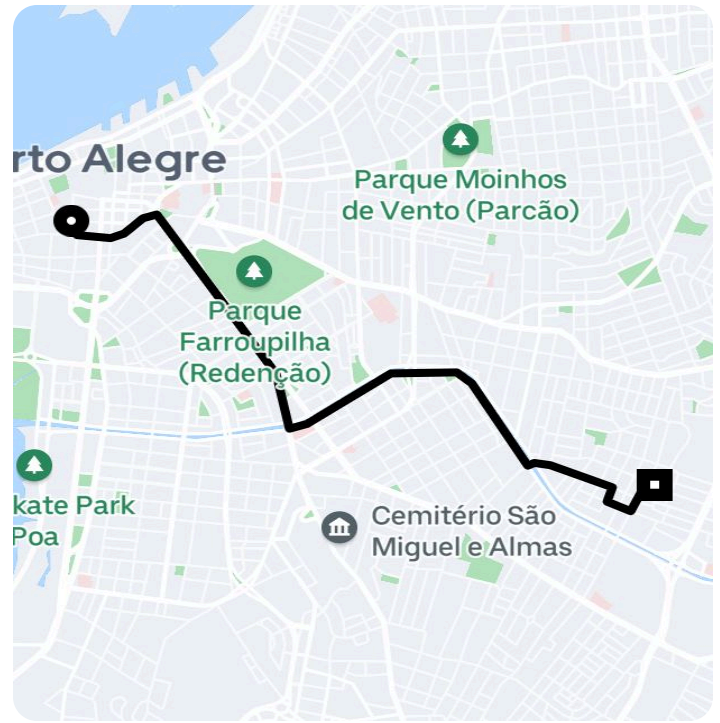 rto Alegre
Parque Moinhos
de Vento (Parcão)
Parque
Farroupilha
(Redenção)
kate Park
Poa
Cemitério São
Miguel e Almas